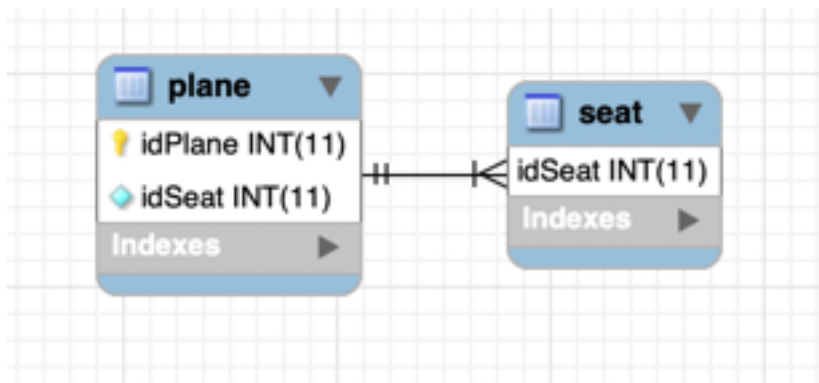 plane
idPlane INT(11)
idSeat INT(11)
Indexes
seat
idSeat INT(11)
Indexes